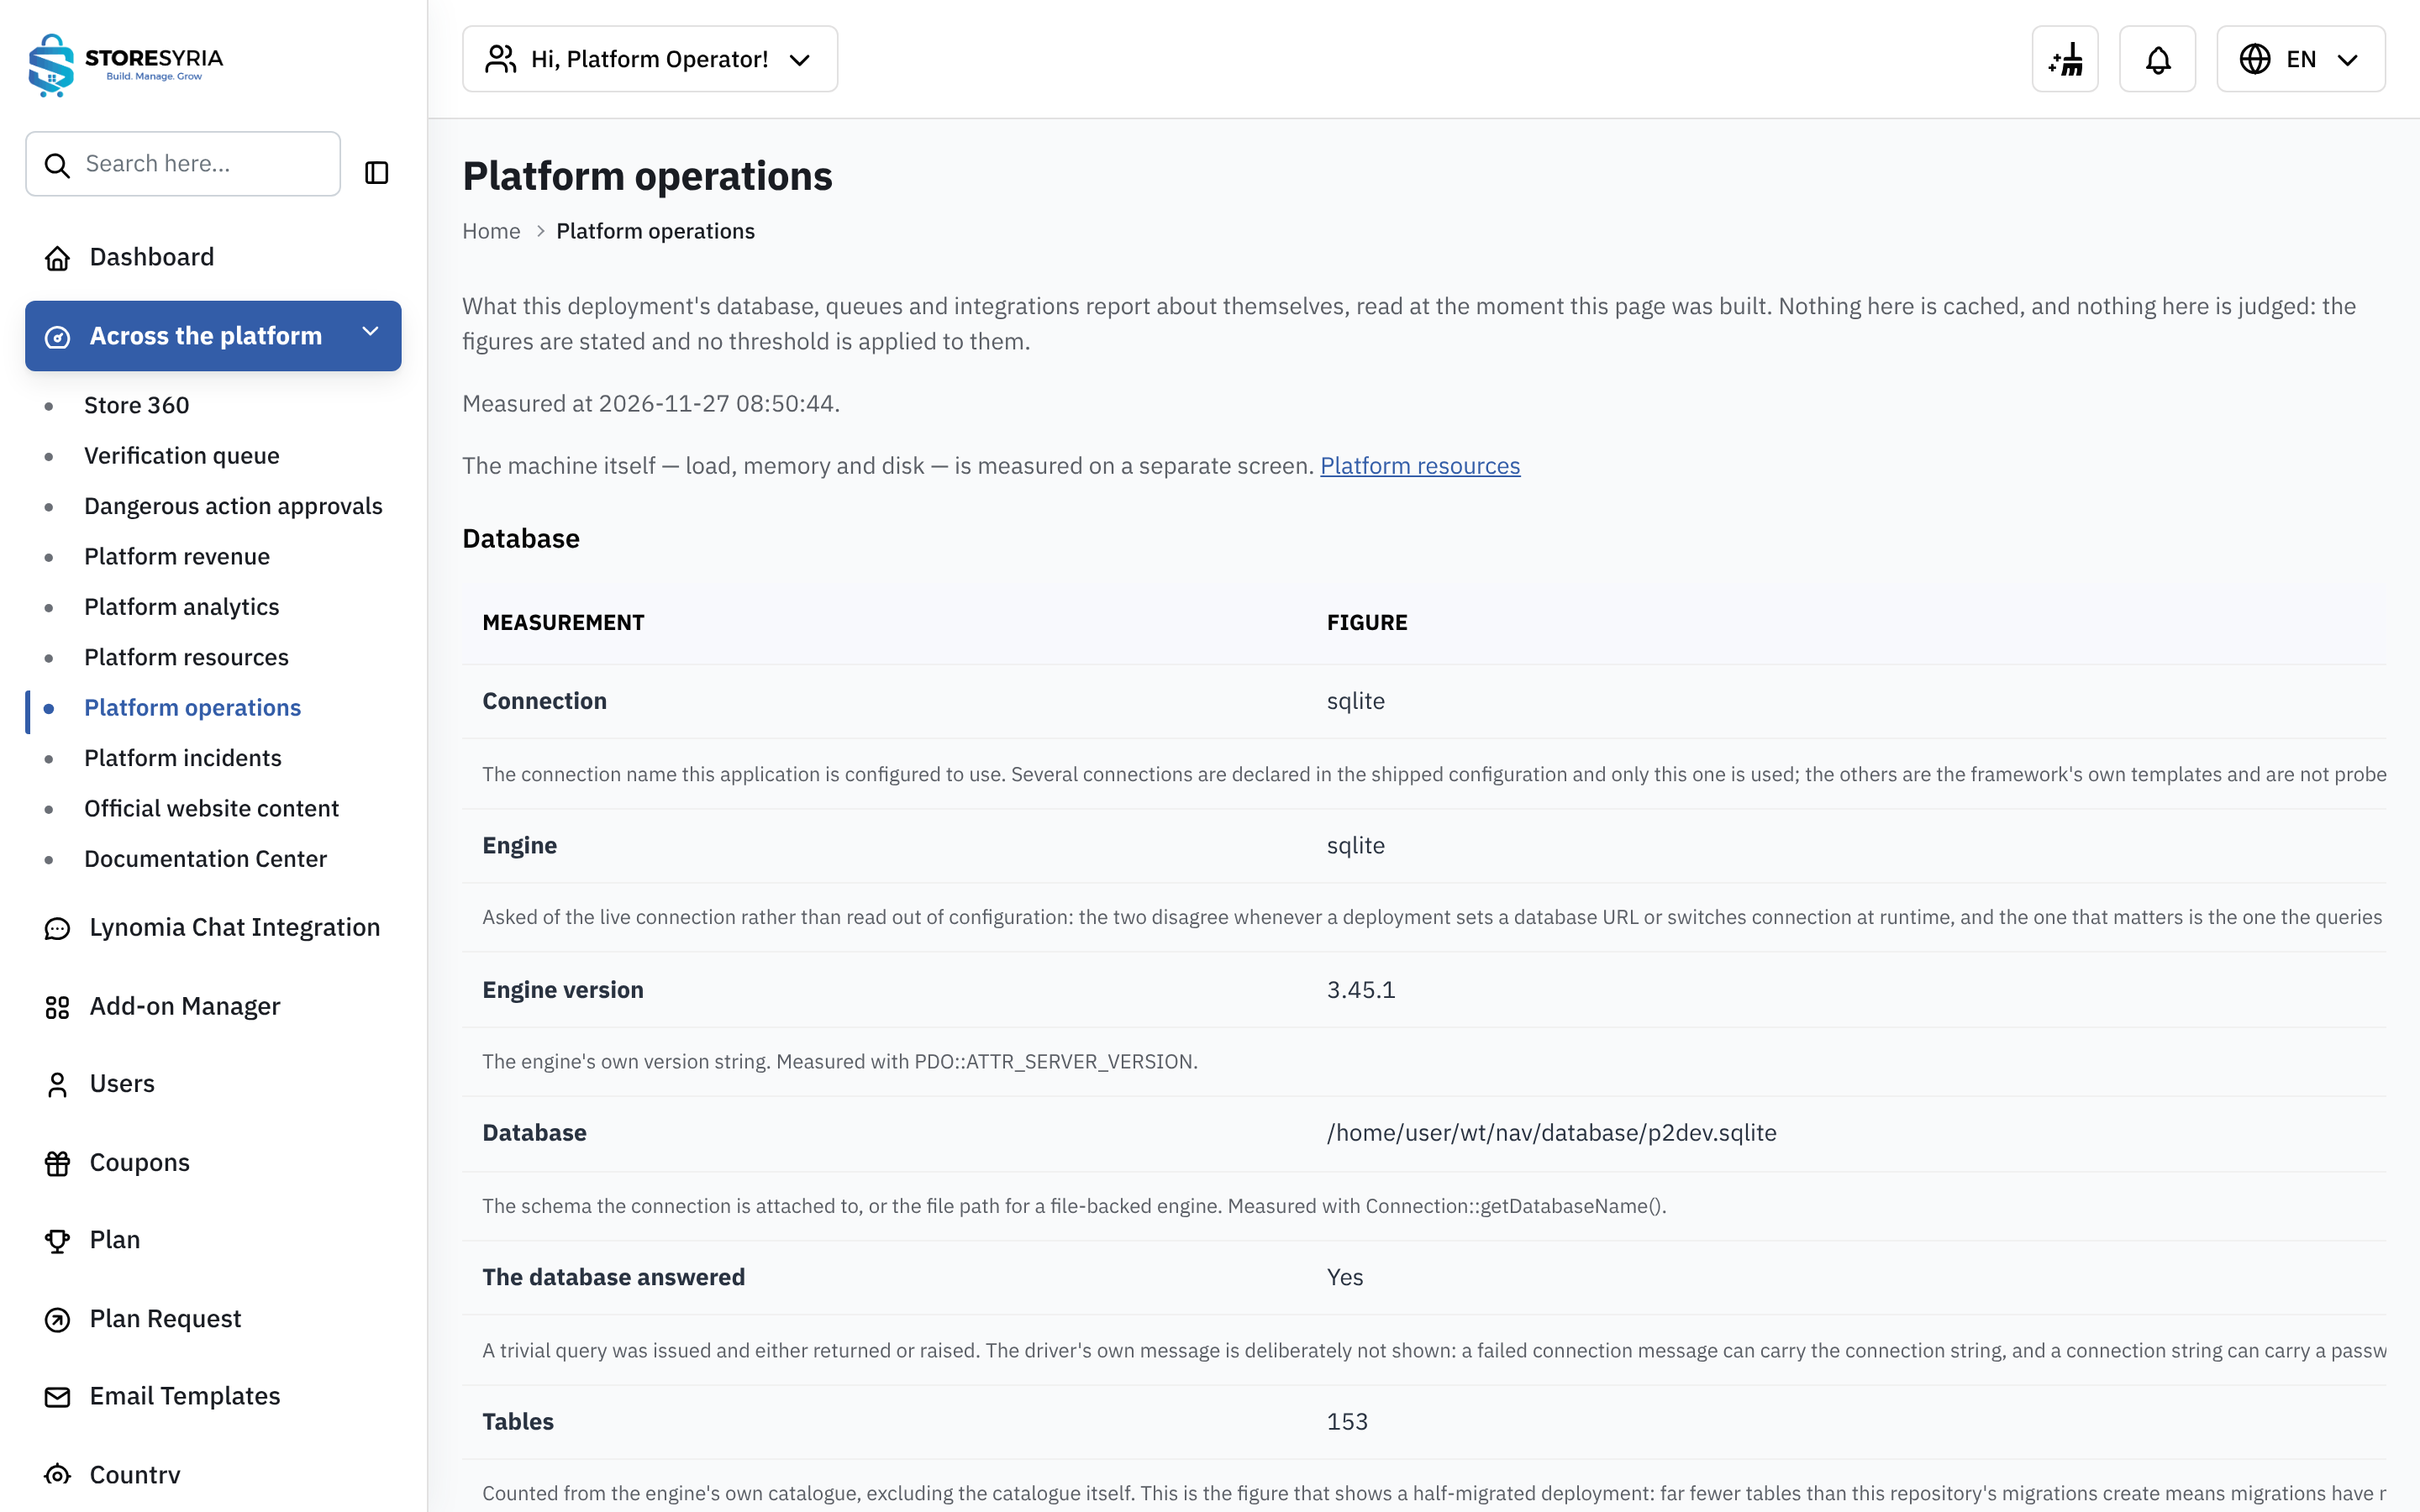 STORESYRIA
Build. Manage. Grow
Search here...
Dashboard
Across the platform
Store 360
Verification queue
Dangerous action approvals
Platform revenue
Platform analytics
Platform resources
Platform operations
Platform incidents
Official website content
Documentation Center
Lynomia Chat Integration
Add-on Manager
Users
Coupons
Plan
Plan Request
Email Templates
Country
Hi, Platform Operator!
EN
Platform operations
Home > Platform operations
What this deployment's database, queues and integrations report about themselves, read at the moment this page was built. Nothing here is cached, and nothing here is judged: the
figures are stated and no threshold is applied to them.
Measured at 2026-11-27 08:50:44.
The machine itself — load, memory and disk — is measured on a separate screen. Platform resources
Database
MEASUREMENT FIGURE
Connection sqlite
The connection name this application is configured to use. Several connections are declared in the shipped configuration and only this one is used; the others are the framework's own templates and are not probe
Engine sqlite
Asked of the live connection rather than read out of configuration: the two disagree whenever a deployment sets a database URL or switches connection at runtime, and the one that matters is the one the queries
Engine version 3.45.1
The engine's own version string. Measured with PDO::ATTR_SERVER_VERSION.
Database /home/user/wt/nav/database/p2dev.sqlite
The schema the connection is attached to, or the file path for a file-backed engine. Measured with Connection::getDatabaseName().
The database answered Yes
A trivial query was issued and either returned or raised. The driver's own message is deliberately not shown: a failed connection message can carry the connection string, and a connection string can carry a passw
Tables 153
Counted from the engine's own catalogue, excluding the catalogue itself. This is the figure that shows a half-migrated deployment: far fewer tables than this repository's migrations create means migrations have r